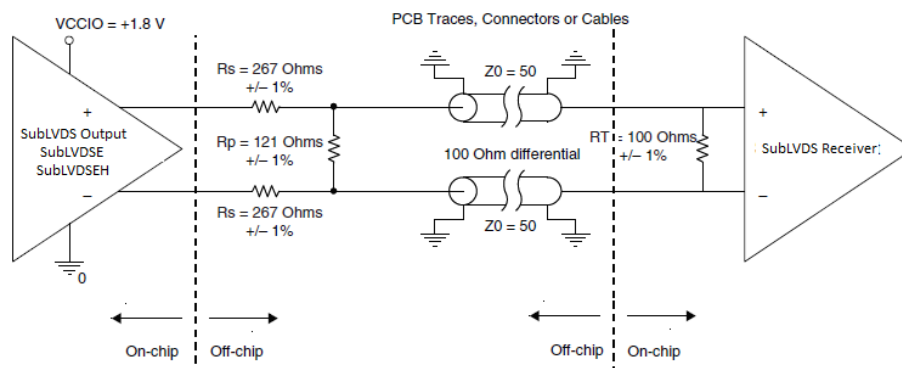 PCB Traces, Connectors or Cables
VCCIO = +1.8 V
Rs = 267 Ohms
+/– 1%
Z0 = 50
+
SubLVDS Output
SubLVDSE
SubLVDSEH
–
Rp = 121 Ohms
+/– 1%
100 Ohm differential
RT = 100 Ohms
+/– 1%
+
SubLVDS Receiver
–
Rs = 267 Ohms
+/– 1%
Z0 = 50
0
On-chip
Off-chip
Off-chip
On-chip